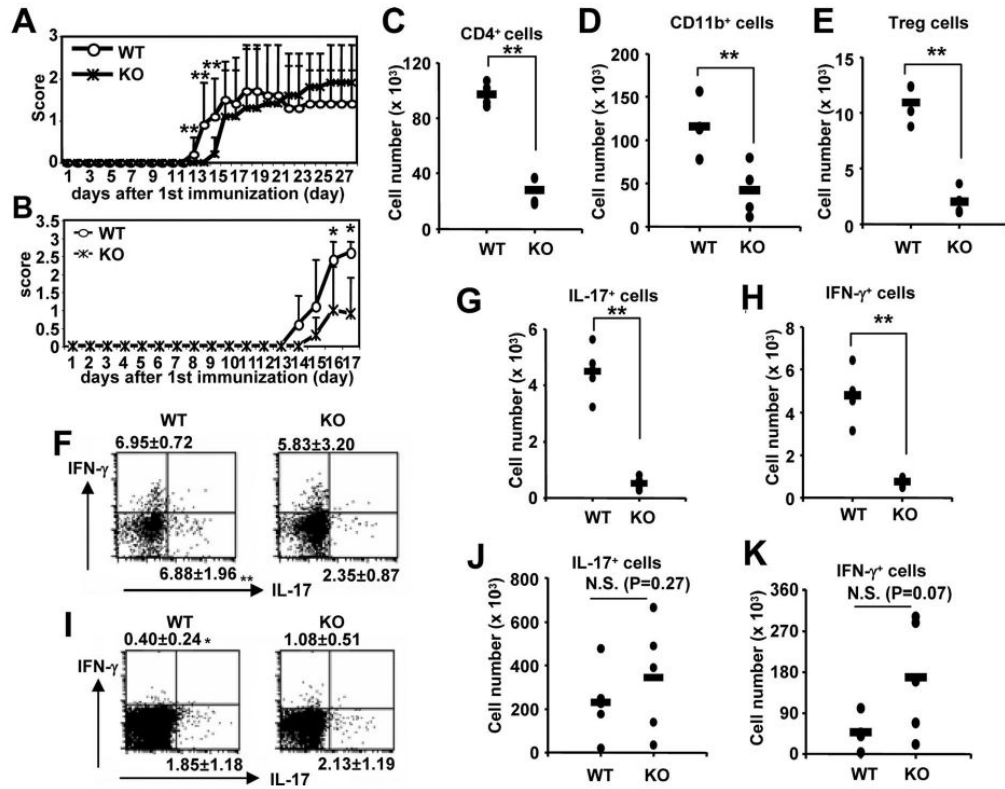 A
3
2
1
0
Score
WT
KO
**
**
**
1 3 5 7 9 11 13 15 17 19 21 23 25 27
days after 1st immunization (day)
B
3.5
3
2.5
2
1.5
1
0.5
0
score
WT
KO
* *
1 2 3 4 5 6 7 8 9 10 11 12 13 14 15 16 17
days after 1st immunization (day)
C
CD4+ cells
**
Cell number (x 10³)
120
80
40
0
WT KO
D
CD11b+ cells
**
Cell number (x 10³)
200
150
100
50
0
WT KO
E
Treg cells
**
Cell number (x 10³)
15
10
5
0
WT KO
F
WT KO
6.95±0.72 5.83±3.20
IFN-γ
6.88±1.96 ** 2.35±0.87
IL-17
G
IL-17+ cells
**
Cell number (x 10³)
6
4
2
0
WT KO
H
IFN-γ+ cells
**
Cell number (x 10³)
8
6
4
2
0
WT KO
I
WT KO
0.40±0.24 * 1.08±0.51
IFN-γ
1.85±1.18 2.13±1.19
IL-17
J
IL-17+ cells
N.S. (P=0.27)
Cell number (x 10³)
800
600
400
200
0
WT KO
K
IFN-γ+ cells
N.S. (P=0.07)
Cell number (x 10³)
360
270
180
90
0
WT KO